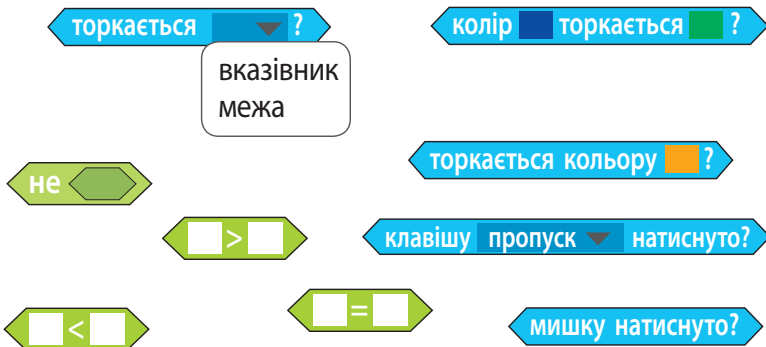 торкається ?
вказівник
межа
колір торкається ?
не
торкається кольору ?
>
клавішу пропуск натиснуто?
<
=
мишку натиснуто?